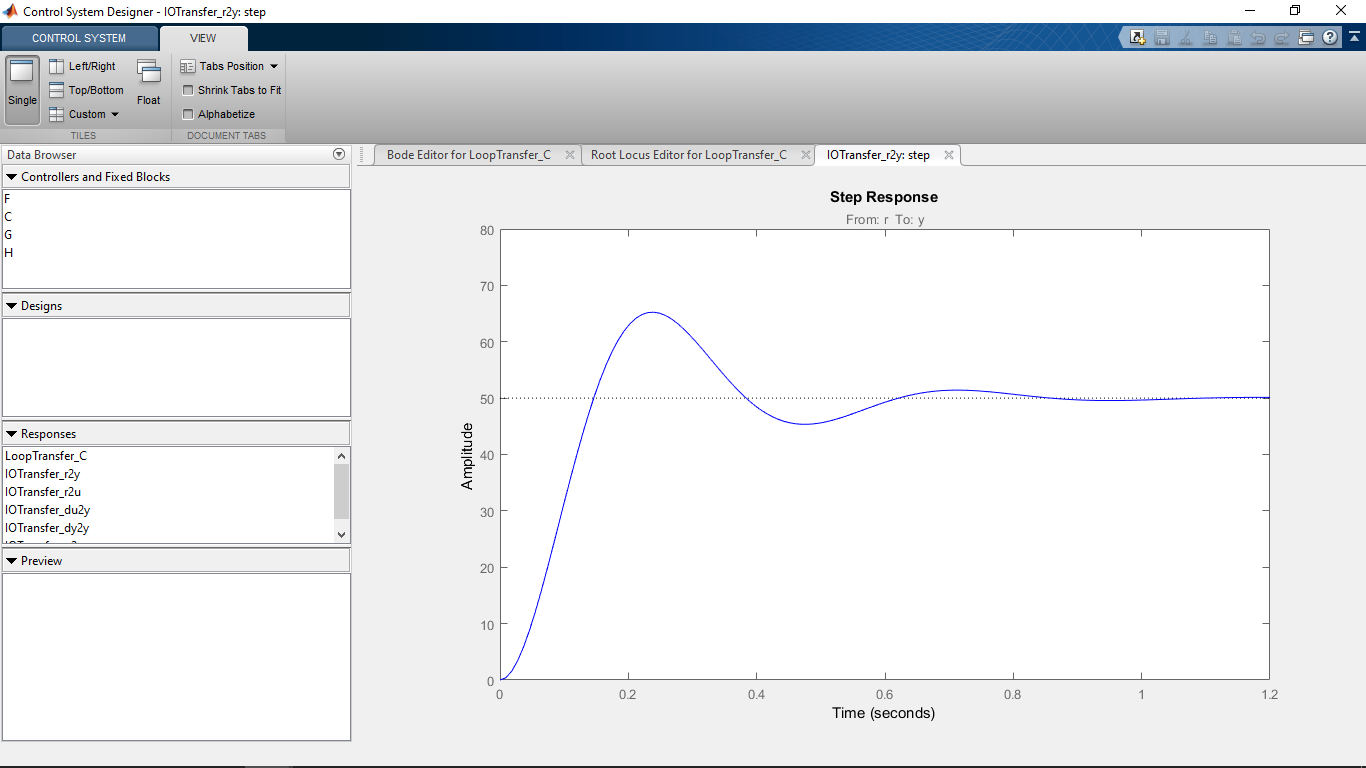 Control System Designer - IOTransfer_r2y: step
CONTROL SYSTEM
VIEW
Single
Left/Right
Top/Bottom
Custom
Float
TILES
Tabs Position
Shrink Tabs to Fit
Alphabetize
DOCUMENT TABS
Data Browser
Controllers and Fixed Blocks
F
C
G
H
Designs
Responses
LoopTransfer_C
IOTransfer_r2y
IOTransfer_r2u
IOTransfer_du2y
IOTransfer_dy2y
Preview
Bode Editor for LoopTransfer_C
Root Locus Editor for LoopTransfer_C
IOTransfer_r2y: step
Step Response
From: r To: y
80
70
60
50
40
30
20
10
0
Amplitude
0 0.2 0.4 0.6 0.8 1 1.2
Time (seconds)